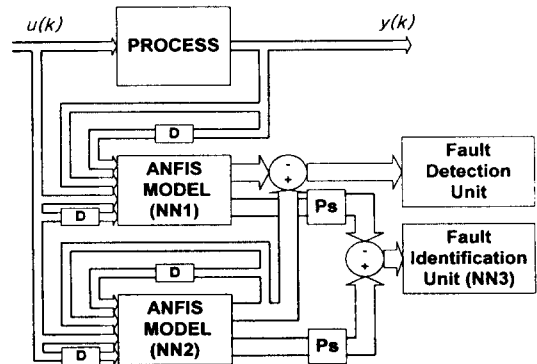 u(k)
y(k)
PROCESS
D
ANFIS
MODEL
(NN1)
D
-
+
Ps
Fault
Detection
Unit
D
ANFIS
MODEL
(NN2)
D
-
+
Ps
Fault
Identification
Unit (NN3)